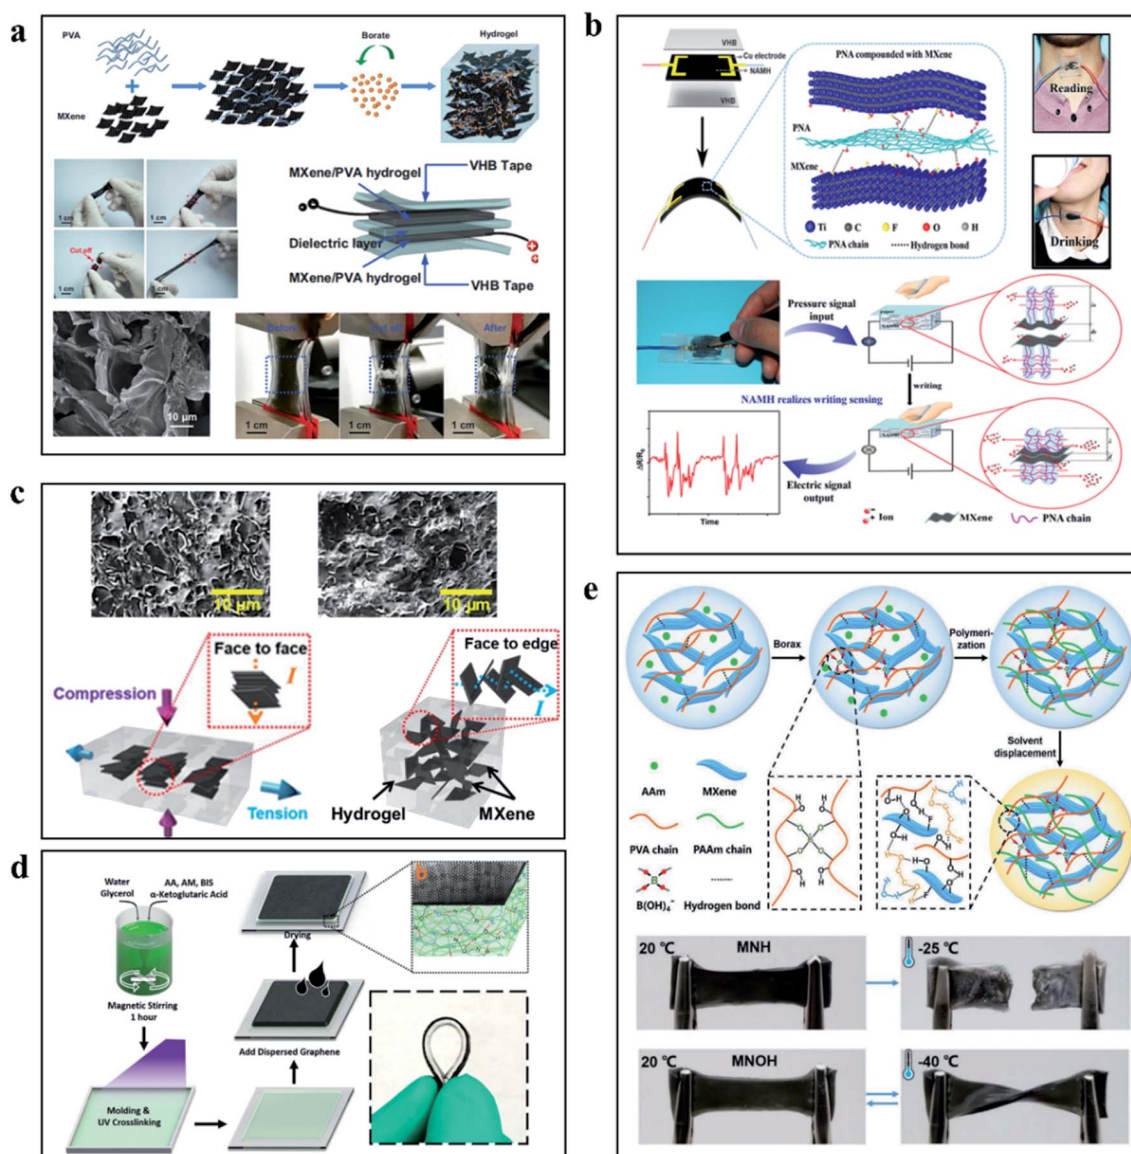 a
PVA
MXene
Borate
Hydrogel
1 cm
1 cm
Cut off
1 cm
1 cm
MXene/PVA hydrogel
VHB Tape
Dielectric layer
MXene/PVA hydrogel
VHB Tape
10 μm
Before
Cut off
After
1 cm
1 cm
1 cm
b
VHB
Cu electrode
NAMH
VHB
PNA compounded with MXene
PNA
MXene
Ti C F O H
PNA chain Hydrogen bond
Reading
Drinking
Pressure signal
input
paper
NAMH
writing
NAMH realizes writing sensing
ΔR/R0
Time
Electric signal
output
Ion MXene PNA chain
c
10 μm
10 μm
Face to face
I
Compression
Tension
Face to edge
I
Hydrogel
MXene
d
Water
Glycerol
AA, AM, BIS
α-Ketoglutaric Acid
Magnetic Stirring
1 hour
Molding &
UV Crosslinking
Add Dispersed Graphene
Drying
b
e
Borax
Polymeri-
zation
Solvent
displacement
AAm MXene
PVA chain PAAm chain
B
B(OH)4⁻ Hydrogen bond
20 ℃ MNH
-25 ℃
20 ℃ MNOH
-40 ℃